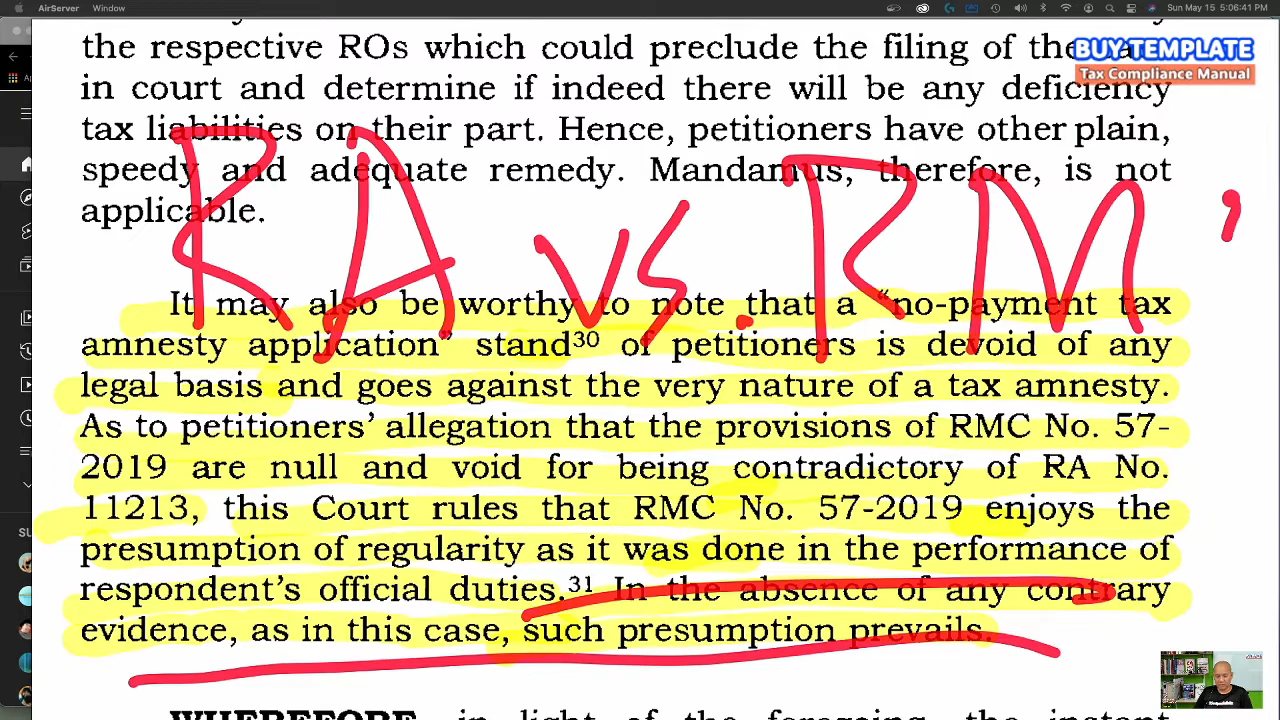 AirServer Window
Sun May 15 5:06:41 PM
the respective ROs which could preclude the filing of the
BUY TEMPLATE
Tax Compliance Manual
in court and determine if indeed there will be any deficiency
tax liabilities on their part. Hence, petitioners have other plain,
speedy and adequate remedy. Mandamus, therefore, is not
applicable.
RA vs. RM
It may also be worthy to note that a “no-payment tax
amnesty application” stand30 of petitioners is devoid of any
legal basis and goes against the very nature of a tax amnesty.
As to petitioners’ allegation that the provisions of RMC No. 57-
2019 are null and void for being contradictory of RA No.
11213, this Court rules that RMC No. 57-2019 enjoys the
presumption of regularity as it was done in the performance of
respondent’s official duties.31 In the absence of any contrary
evidence, as in this case, such presumption prevails.
WHEREFORE, in light of the foregoing, the instant